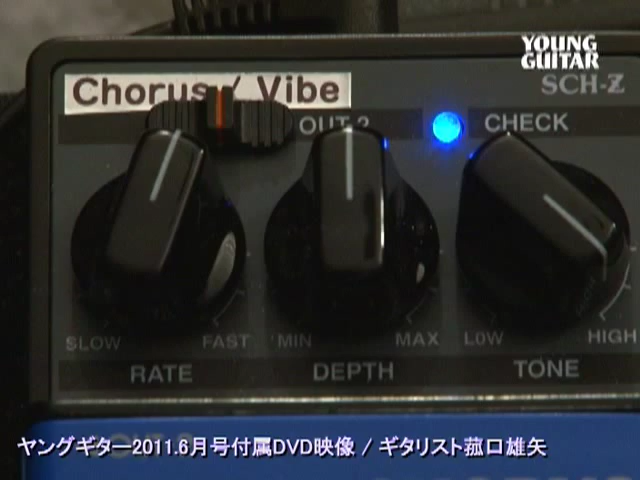 YOUNG
GUITAR
SCH-Z
Chorus / Vibe
OUT 2
CHECK
SLOW FAST
MIN MAX
LOW HIGH
RATE
DEPTH
TONE
ヤングギター2011.6月号付属DVD映像 / ギタリスト菰口雄矢